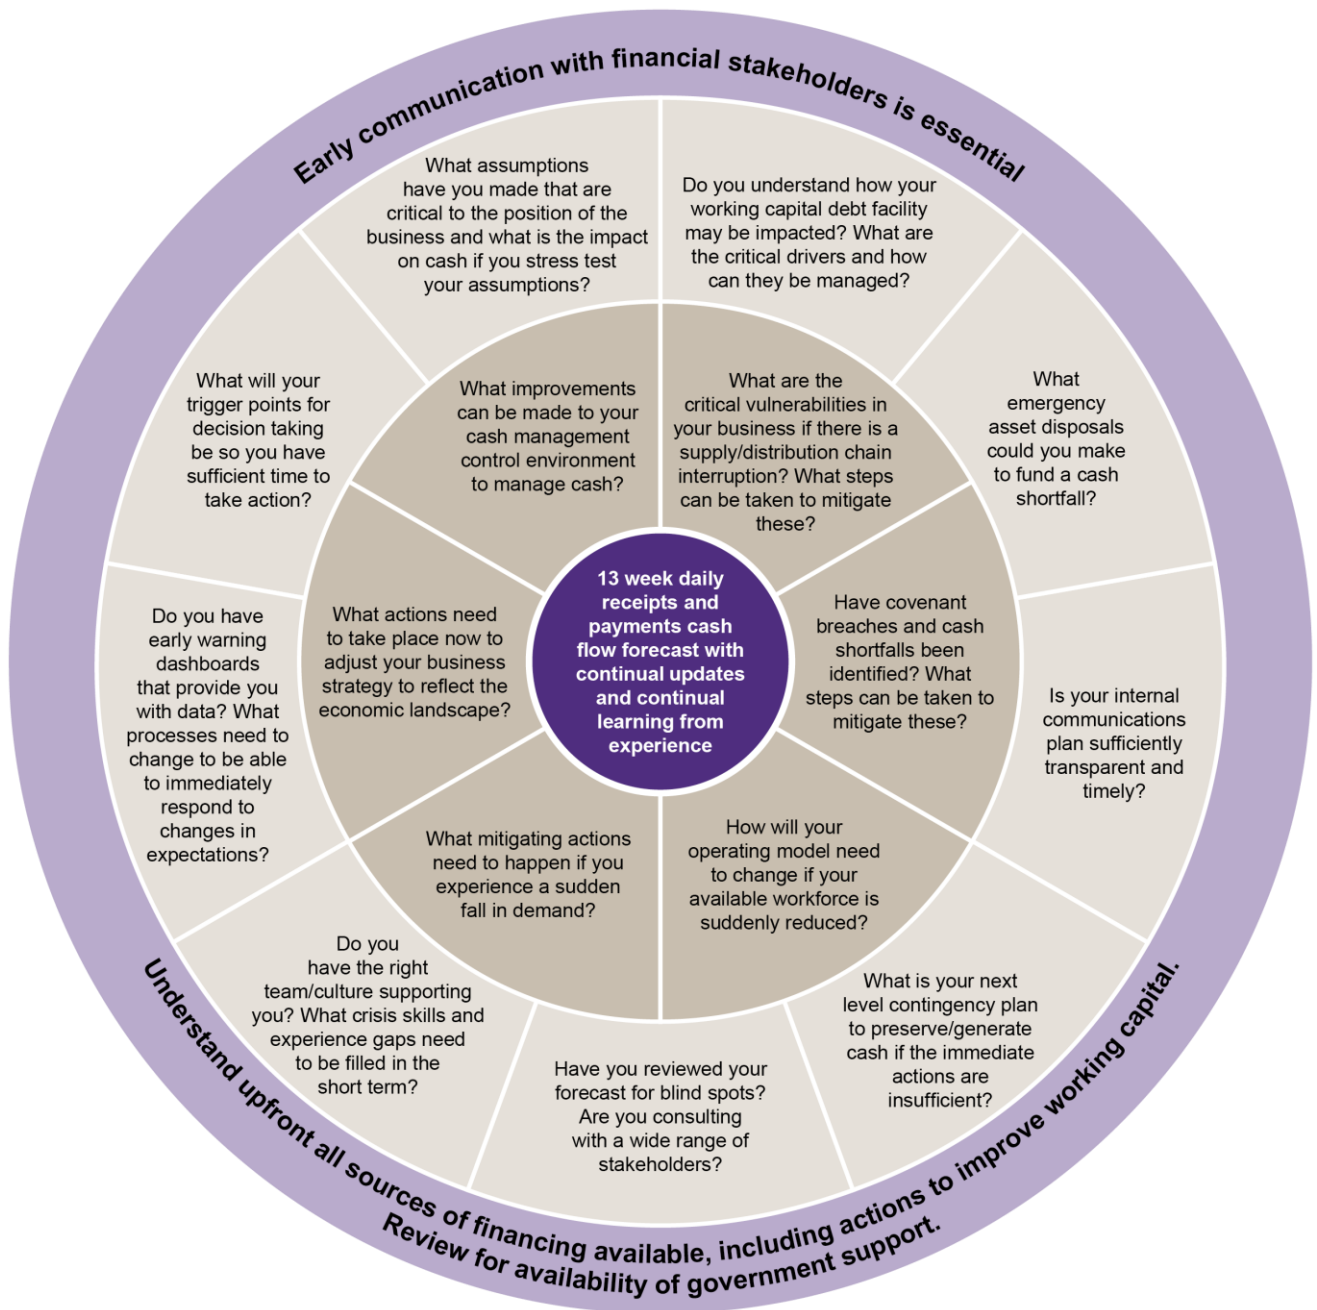 Early communication with financial stakeholders is essential
What assumptions
have you made that are
critical to the position of the
business and what is the impact
on cash if you stress test
your assumptions?
Do you understand how your
working capital debt facility
may be impacted? What are
the critical drivers and how
can they be managed?
What
emergency
asset disposals
could you make
to fund a cash
shortfall?
Is your internal
communications
plan sufficiently
transparent and
timely?
What is your next
level contingency plan
to preserve/generate
cash if the immediate
actions are
insufficient?
Have you reviewed your
forecast for blind spots?
Are you consulting
with a wide range of
stakeholders?
Do you
have the right
team/culture supporting
you? What crisis skills and
experience gaps need
to be filled in the
short term?
Do you have
early warning
dashboards
that provide you
with data? What
processes need to
change to be able
to immediately
respond to
changes in
expectations?
What will your
trigger points for
decision taking
be so you have
sufficient time to
take action?
What improvements
can be made to your
cash management
control environment
to manage cash?
What are the
critical vulnerabilities in
your business if there is a
supply/distribution chain
interruption? What steps
can be taken to mitigate
these?
Have covenant
breaches and cash
shortfalls been
identified? What
steps can be taken to
mitigate these?
How will your
operating model need
to change if your
available workforce is
suddenly reduced?
What mitigating actions
need to happen if you
experience a sudden
fall in demand?
What actions need
to take place now to
adjust your business
strategy to reflect the
economic landscape?
13 week daily
receipts and
payments cash
flow forecast with
continual updates
and continual
learning from
experience
Understand upfront all sources of financing available, including actions to improve working capital.
Review for availability of government support.